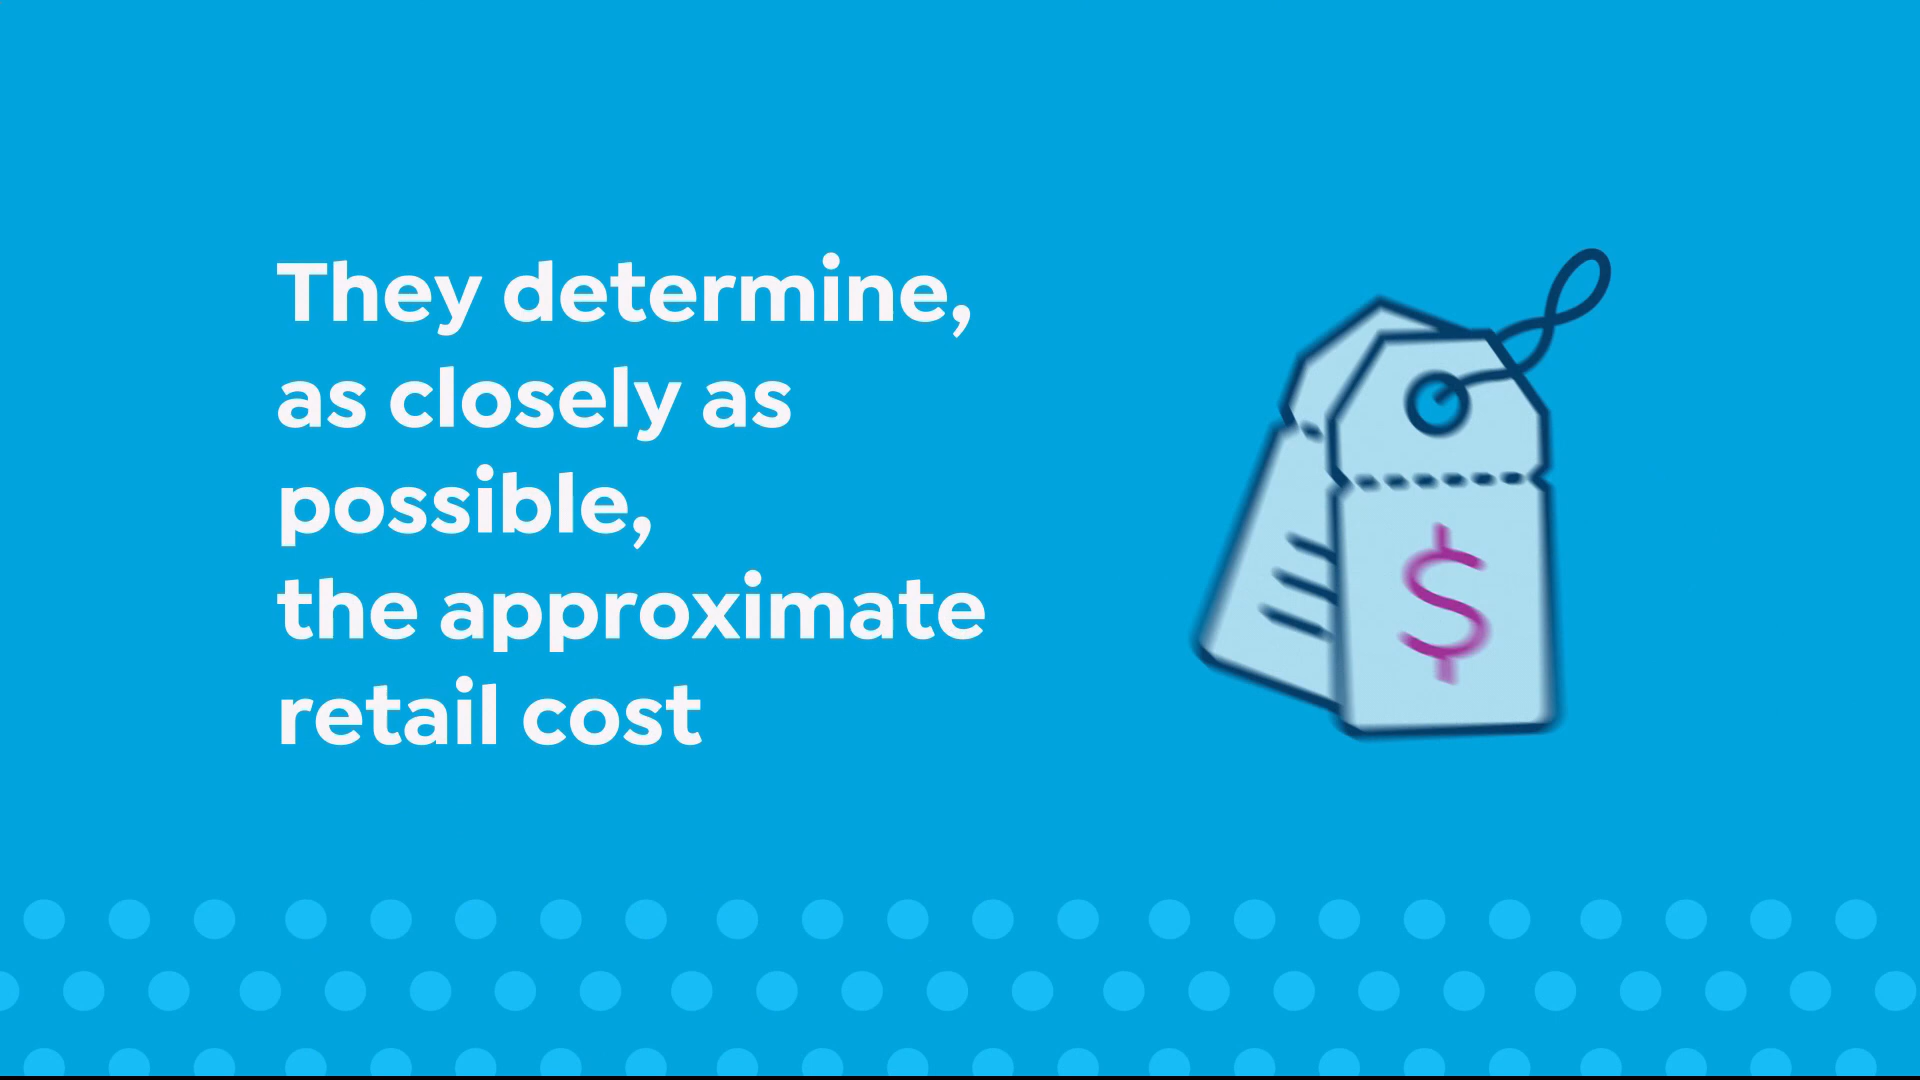 They determine,
as closely as
possible,
the approximate
retail cost
$